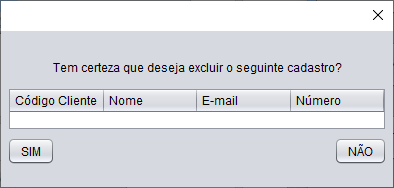 Tem certeza que deseja excluir o seguinte cadastro?
Código Cliente Nome E-mail Número
SIM NÃO